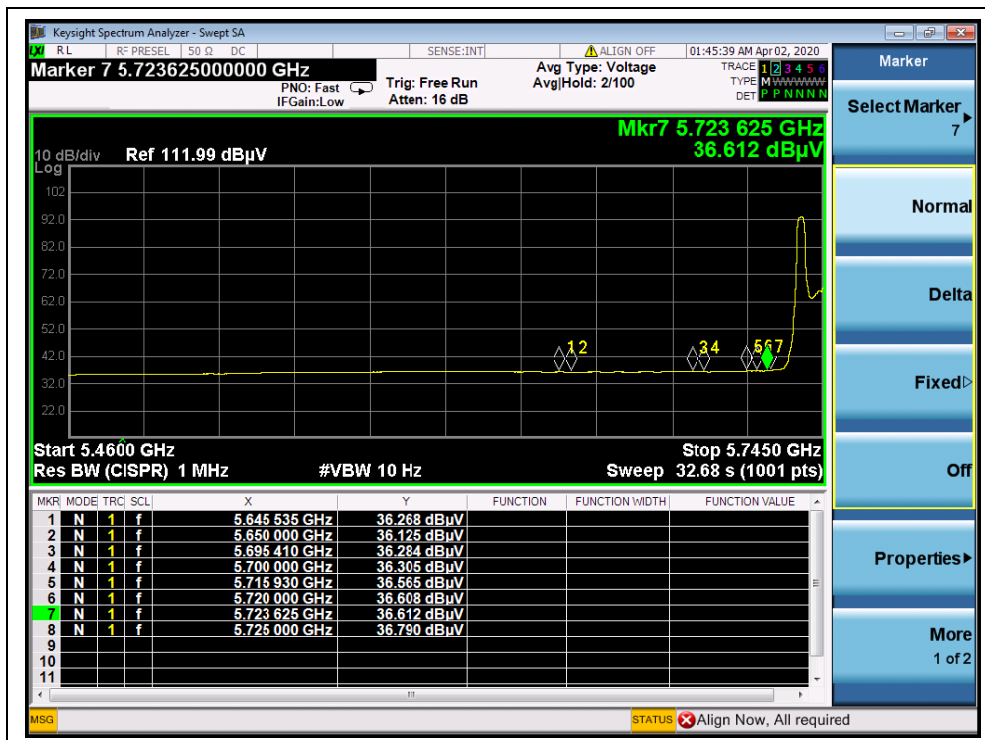 Keysight Spectrum Analyzer - Swept SA
LXI RL RF PRESEL 50 Ω DC SENSE:INT ALIGN OFF 01:45:39 AM Apr 02, 2020
Marker 7 5.723625000000 GHz
PNO: Fast
IFGain:Low
Trig: Free Run
Atten: 16 dB
Avg Type: Voltage
Avg|Hold: 2/100
TRACE 1 2 3 4 5 6
TYPE MWWWWW
DET P P N N N N
Mkr7 5.723 625 GHz
36.612 dBµV
10 dB/div Ref 111.99 dBµV
Log
102
92.0
82.0
72.0
62.0
52.0
42.0
32.0
22.0
1 2 3 4 5 6 7
Start 5.4600 GHz Stop 5.7450 GHz
Res BW (CISPR) 1 MHz #VBW 10 Hz Sweep 32.68 s (1001 pts)
MKR MODE TRC SCL X Y FUNCTION FUNCTION WIDTH FUNCTION VALUE
1 N 1 f 5.645 535 GHz 36.268 dBµV
2 N 1 f 5.650 000 GHz 36.125 dBµV
3 N 1 f 5.695 410 GHz 36.284 dBµV
4 N 1 f 5.700 000 GHz 36.305 dBµV
5 N 1 f 5.715 930 GHz 36.565 dBµV
6 N 1 f 5.720 000 GHz 36.608 dBµV
7 N 1 f 5.723 625 GHz 36.612 dBµV
8 N 1 f 5.725 000 GHz 36.790 dBµV
9
10
11
MSG STATUS Align Now, All required
Marker
Select Marker
7
Normal
Delta
Fixed
Off
Properties
More
1 of 2